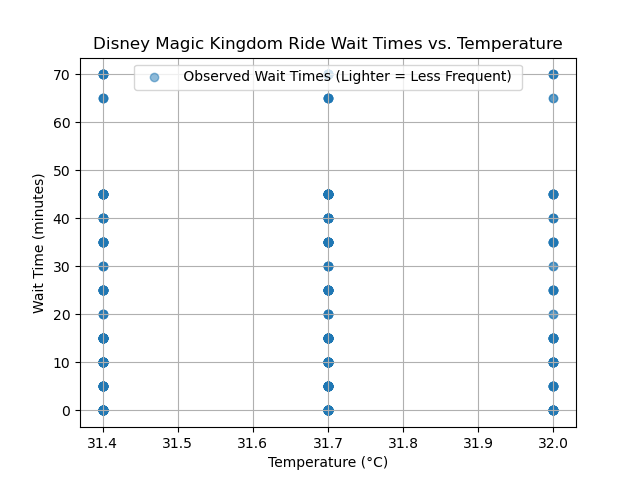 Disney Magic Kingdom Ride Wait Times vs. Temperature
Observed Wait Times (Lighter = Less Frequent)
Wait Time (minutes)
70
60
50
40
30
20
10
0
31.4 31.5 31.6 31.7 31.8 31.9 32.0
Temperature (°C)